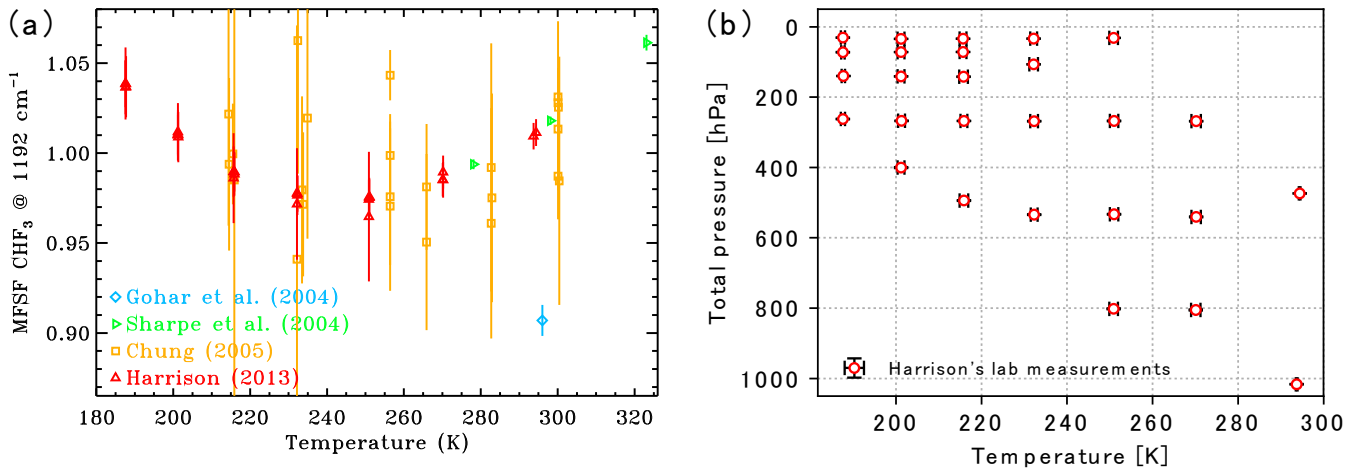 (a)
MFSF CHF₃ @ 1192 cm⁻¹
1.05
1.00
0.95
0.90
Gohar et al. (2004)
Sharpe et al. (2004)
Chung (2005)
Harrison (2013)
180 200 220 240 260 280 300 320
Temperature (K)
(b)
Total pressure [hPa]
0
200
400
600
800
1000
Harrison's lab measurements
200 220 240 260 280 300
Temperature [K]